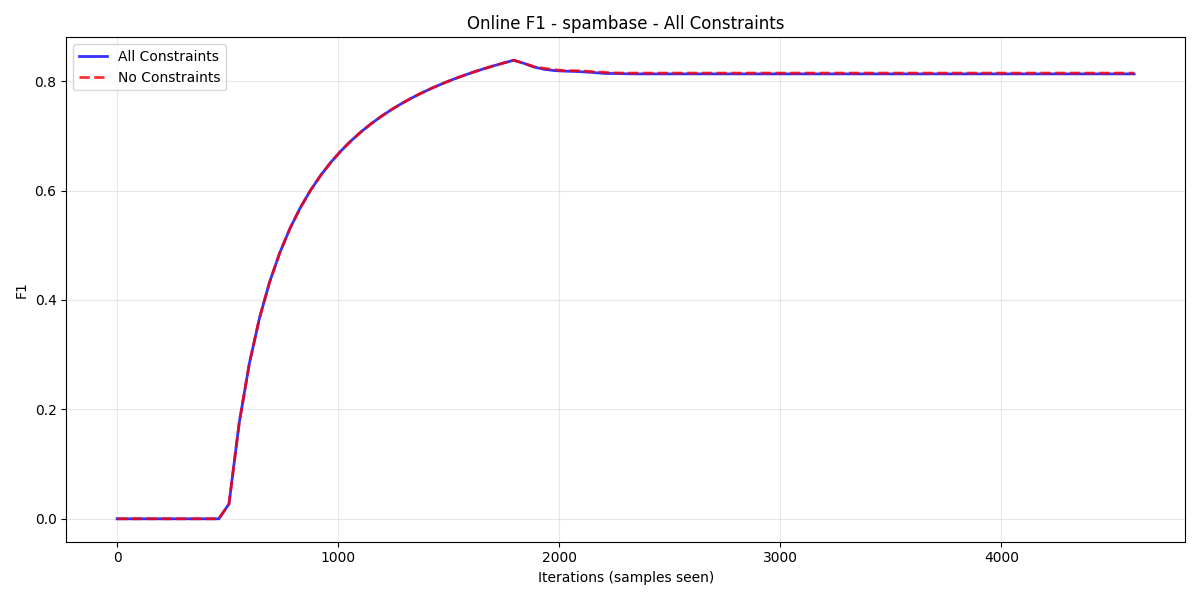 Online F1 - spambase - All Constraints
All Constraints
No Constraints
F1
0.8
0.6
0.4
0.2
0.0
0 1000 2000 3000 4000
Iterations (samples seen)